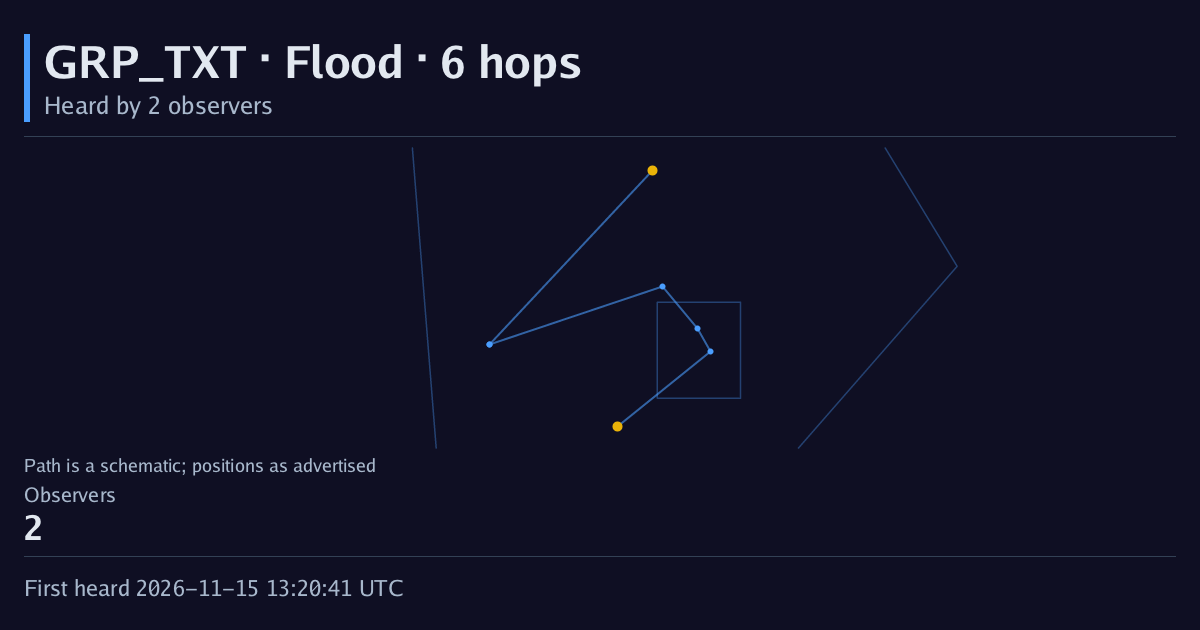 GRP_TXT · Flood · 6 hops
Heard by 2 observers
Path is a schematic; positions as advertised
Observers
2
First heard 2026-11-15 13:20:41 UTC